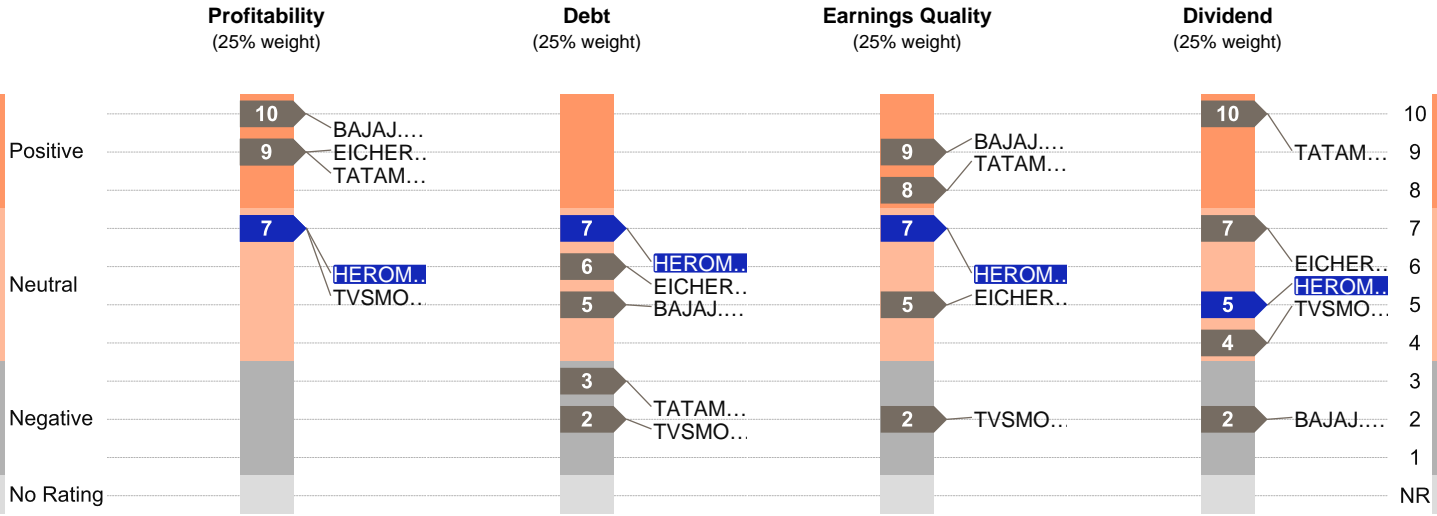 Profitability
(25% weight)
Debt
(25% weight)
Earnings Quality
(25% weight)
Dividend
(25% weight)
Positive
Neutral
Negative
No Rating
10
9
7
BAJAJ....
EICHER..
TATAM...
HEROM..
TVSMO...
7
6
5
3
2
HEROM..
EICHER..
BAJAJ....
TATAM...
TVSMO...
9
8
7
5
2
BAJAJ....
TATAM...
HEROM..
EICHER..
TVSMO...
10
7
5
4
2
TATAM...
EICHER..
HEROM..
TVSMO...
BAJAJ....
10
9
8
7
6
5
4
3
2
1
NR